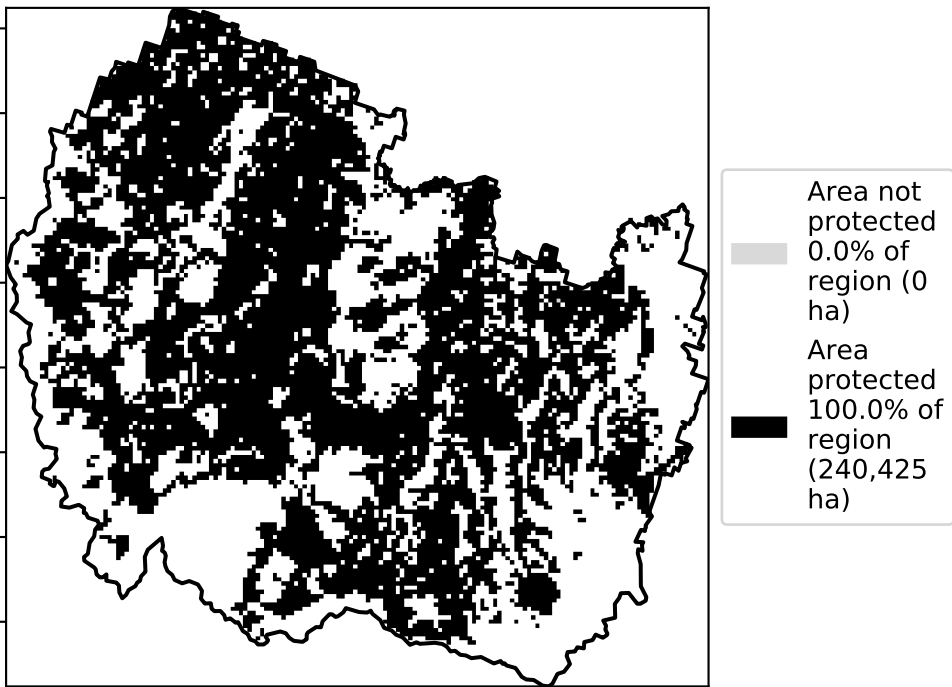 Area not
protected
0.0% of
region (0
ha)
Area
protected
100.0% of
region
(240,425
ha)